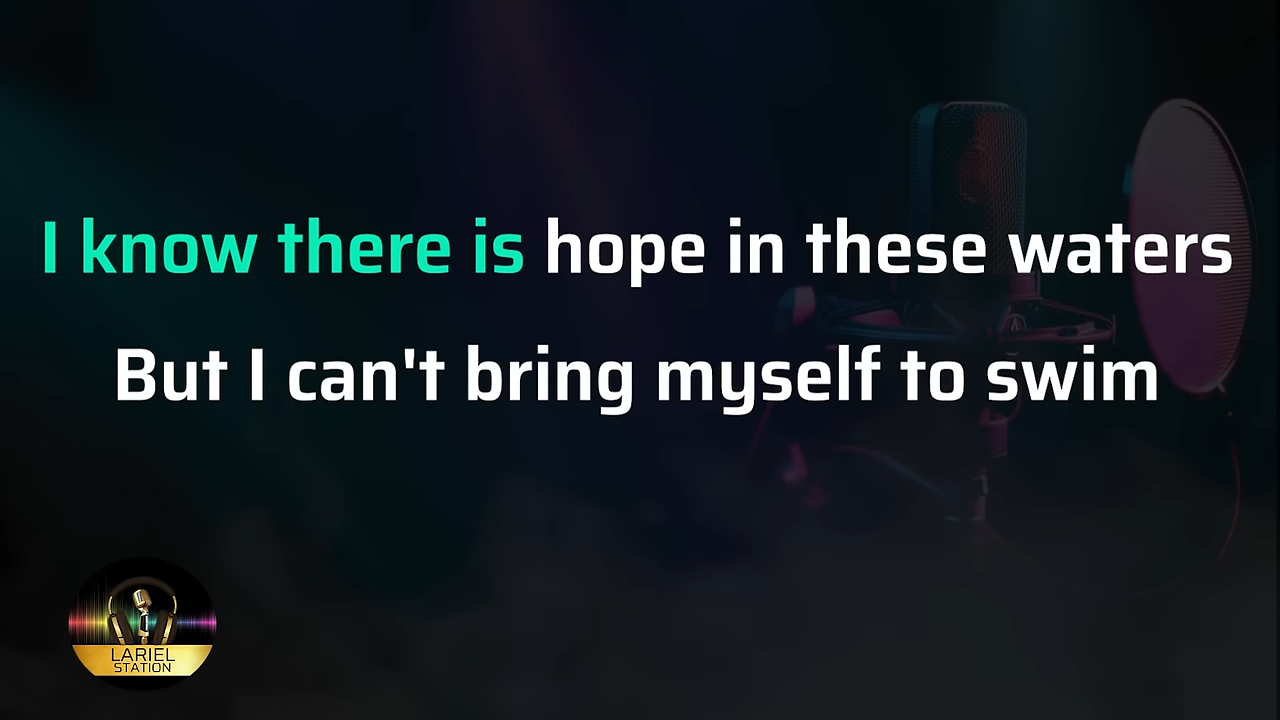 I know there is hope in these waters
But I can't bring myself to swim
LARIEL
STATION